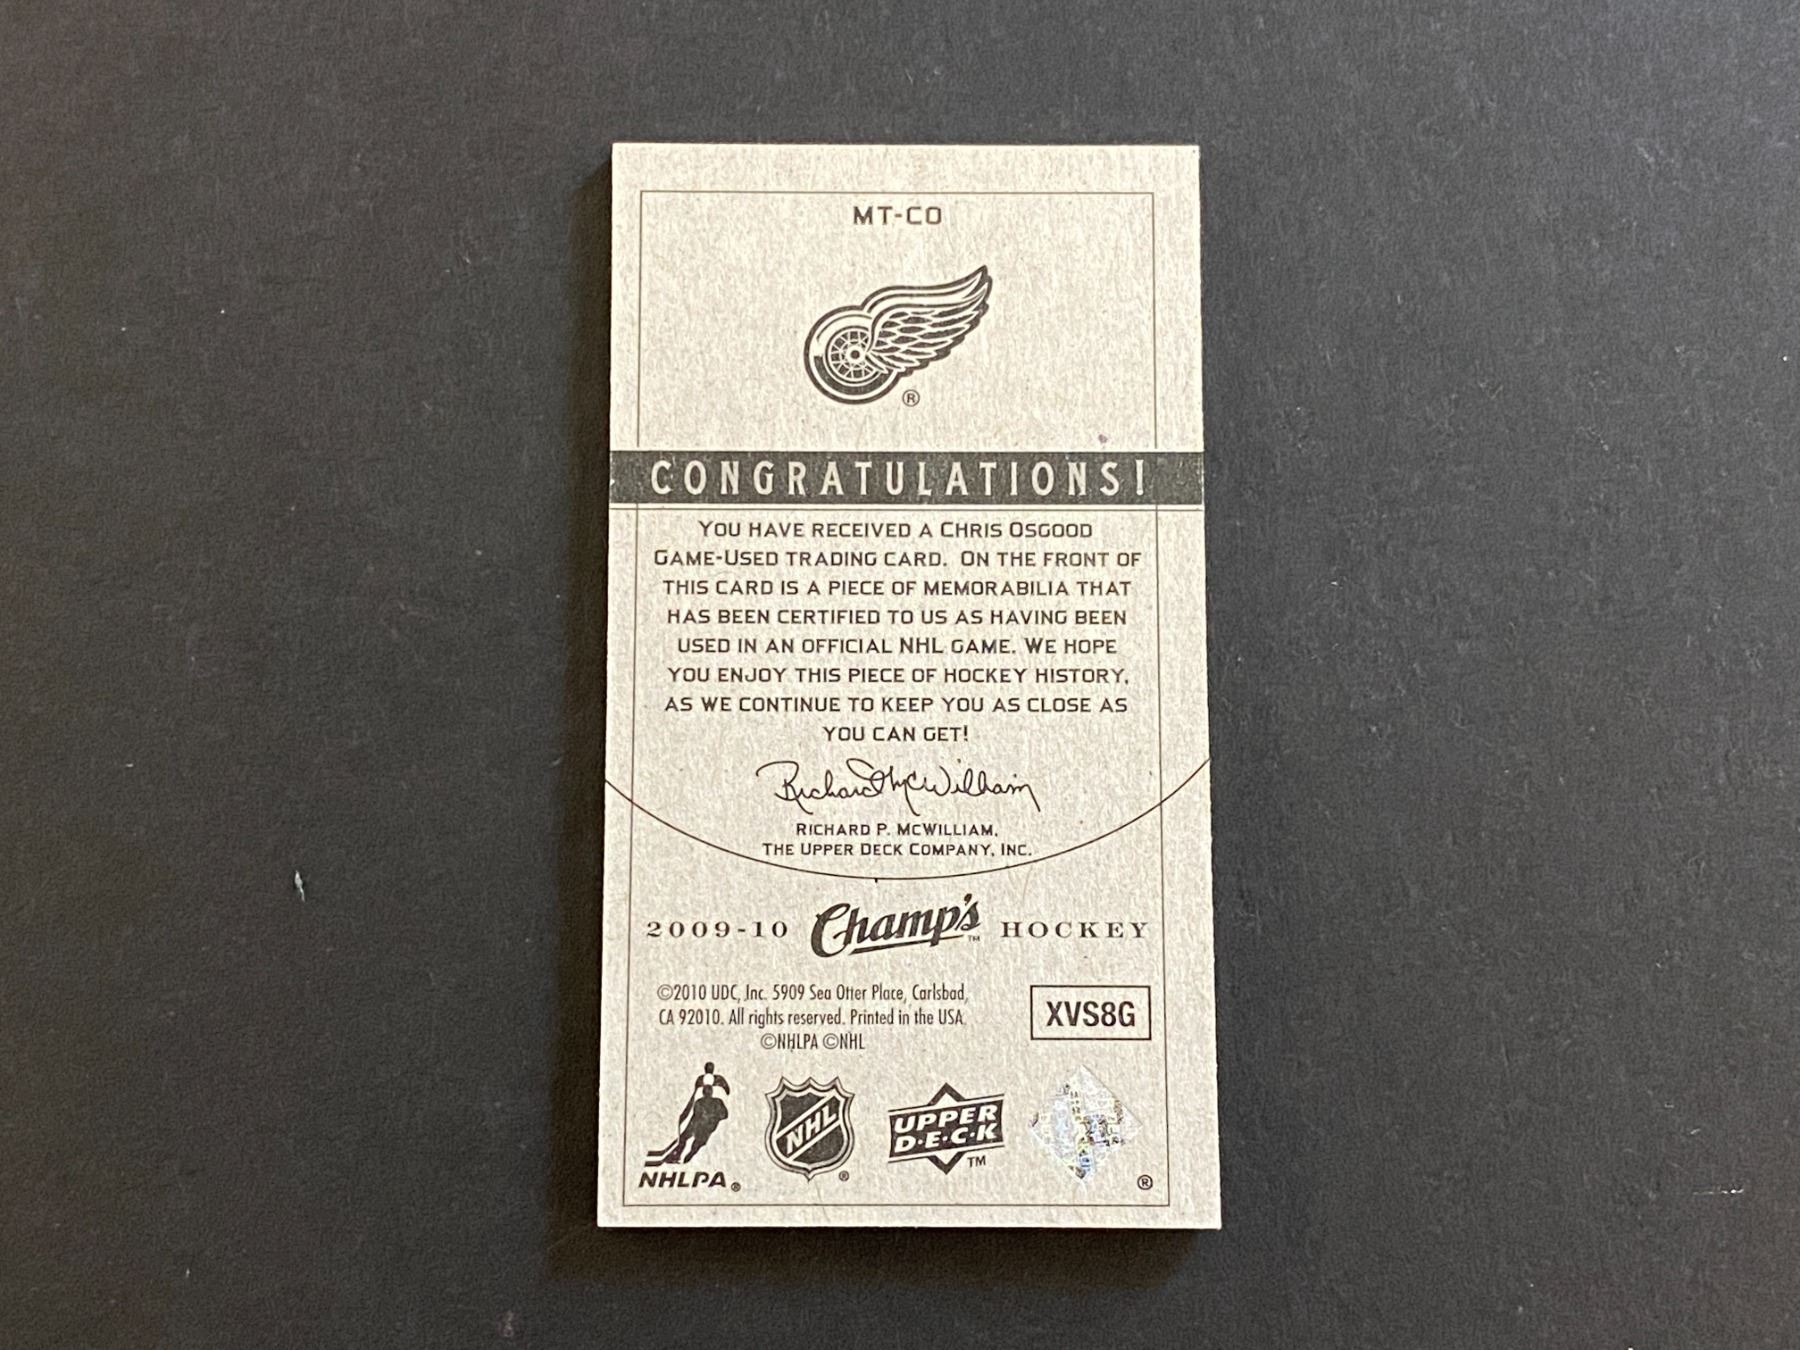 MT-CO
®
CONGRATULATIONS!
YOU HAVE RECEIVED A CHRIS OSGOOD
GAME-USED TRADING CARD. ON THE FRONT OF
THIS CARD IS A PIECE OF MEMORABILIA THAT
HAS BEEN CERTIFIED TO US AS HAVING BEEN
USED IN AN OFFICIAL NHL GAME. WE HOPE
YOU ENJOY THIS PIECE OF HOCKEY HISTORY,
AS WE CONTINUE TO KEEP YOU AS CLOSE AS
YOU CAN GET!
Richard McWilliam
RICHARD P. MCWILLIAM,
THE UPPER DECK COMPANY, INC.
2009-10 Champ's™ HOCKEY
©2010 UDC, Inc. 5909 Sea Otter Place, Carlsbad,
CA 92010. All rights reserved. Printed in the USA.
©NHLPA ©NHL
XVS8G
NHLPA®
NHL®
UPPER
D•E•C•K™
®